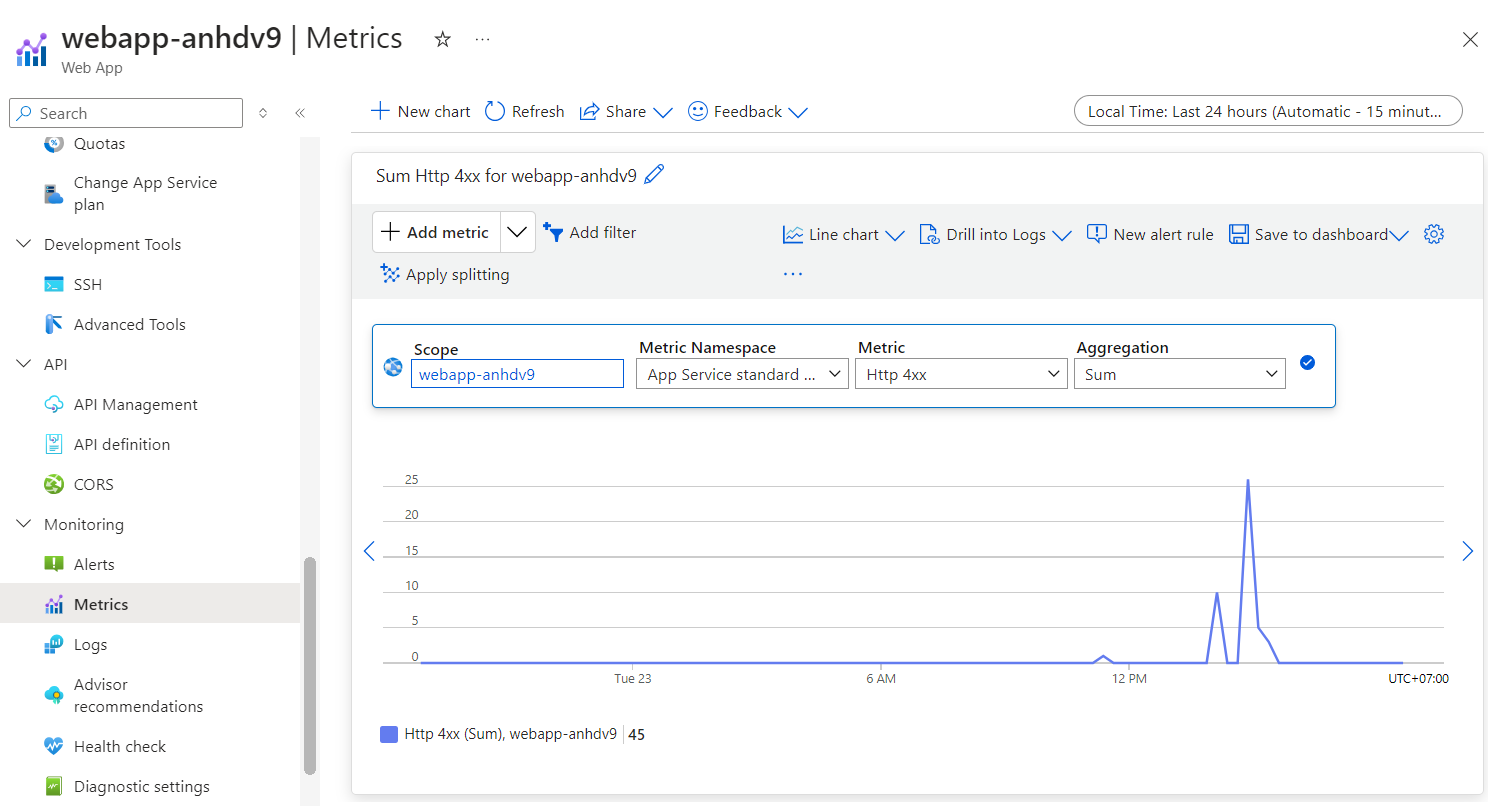 webapp-anhdv9 | Metrics
Web App
Search
Quotas
Change App Service
plan
Development Tools
SSH
Advanced Tools
API
API Management
API definition
CORS
Monitoring
Alerts
Metrics
Logs
Advisor
recommendations
Health check
Diagnostic settings
New chart Refresh Share Feedback
Local Time: Last 24 hours (Automatic - 15 minut...
Sum Http 4xx for webapp-anhdv9
Add metric Add filter
Apply splitting
Line chart Drill into Logs New alert rule Save to dashboard
Scope Metric Namespace Metric Aggregation
webapp-anhdv9 App Service standard ... Http 4xx Sum
25
20
15
10
5
0
Tue 23 6 AM 12 PM UTC+07:00
Http 4xx (Sum), webapp-anhdv9 45